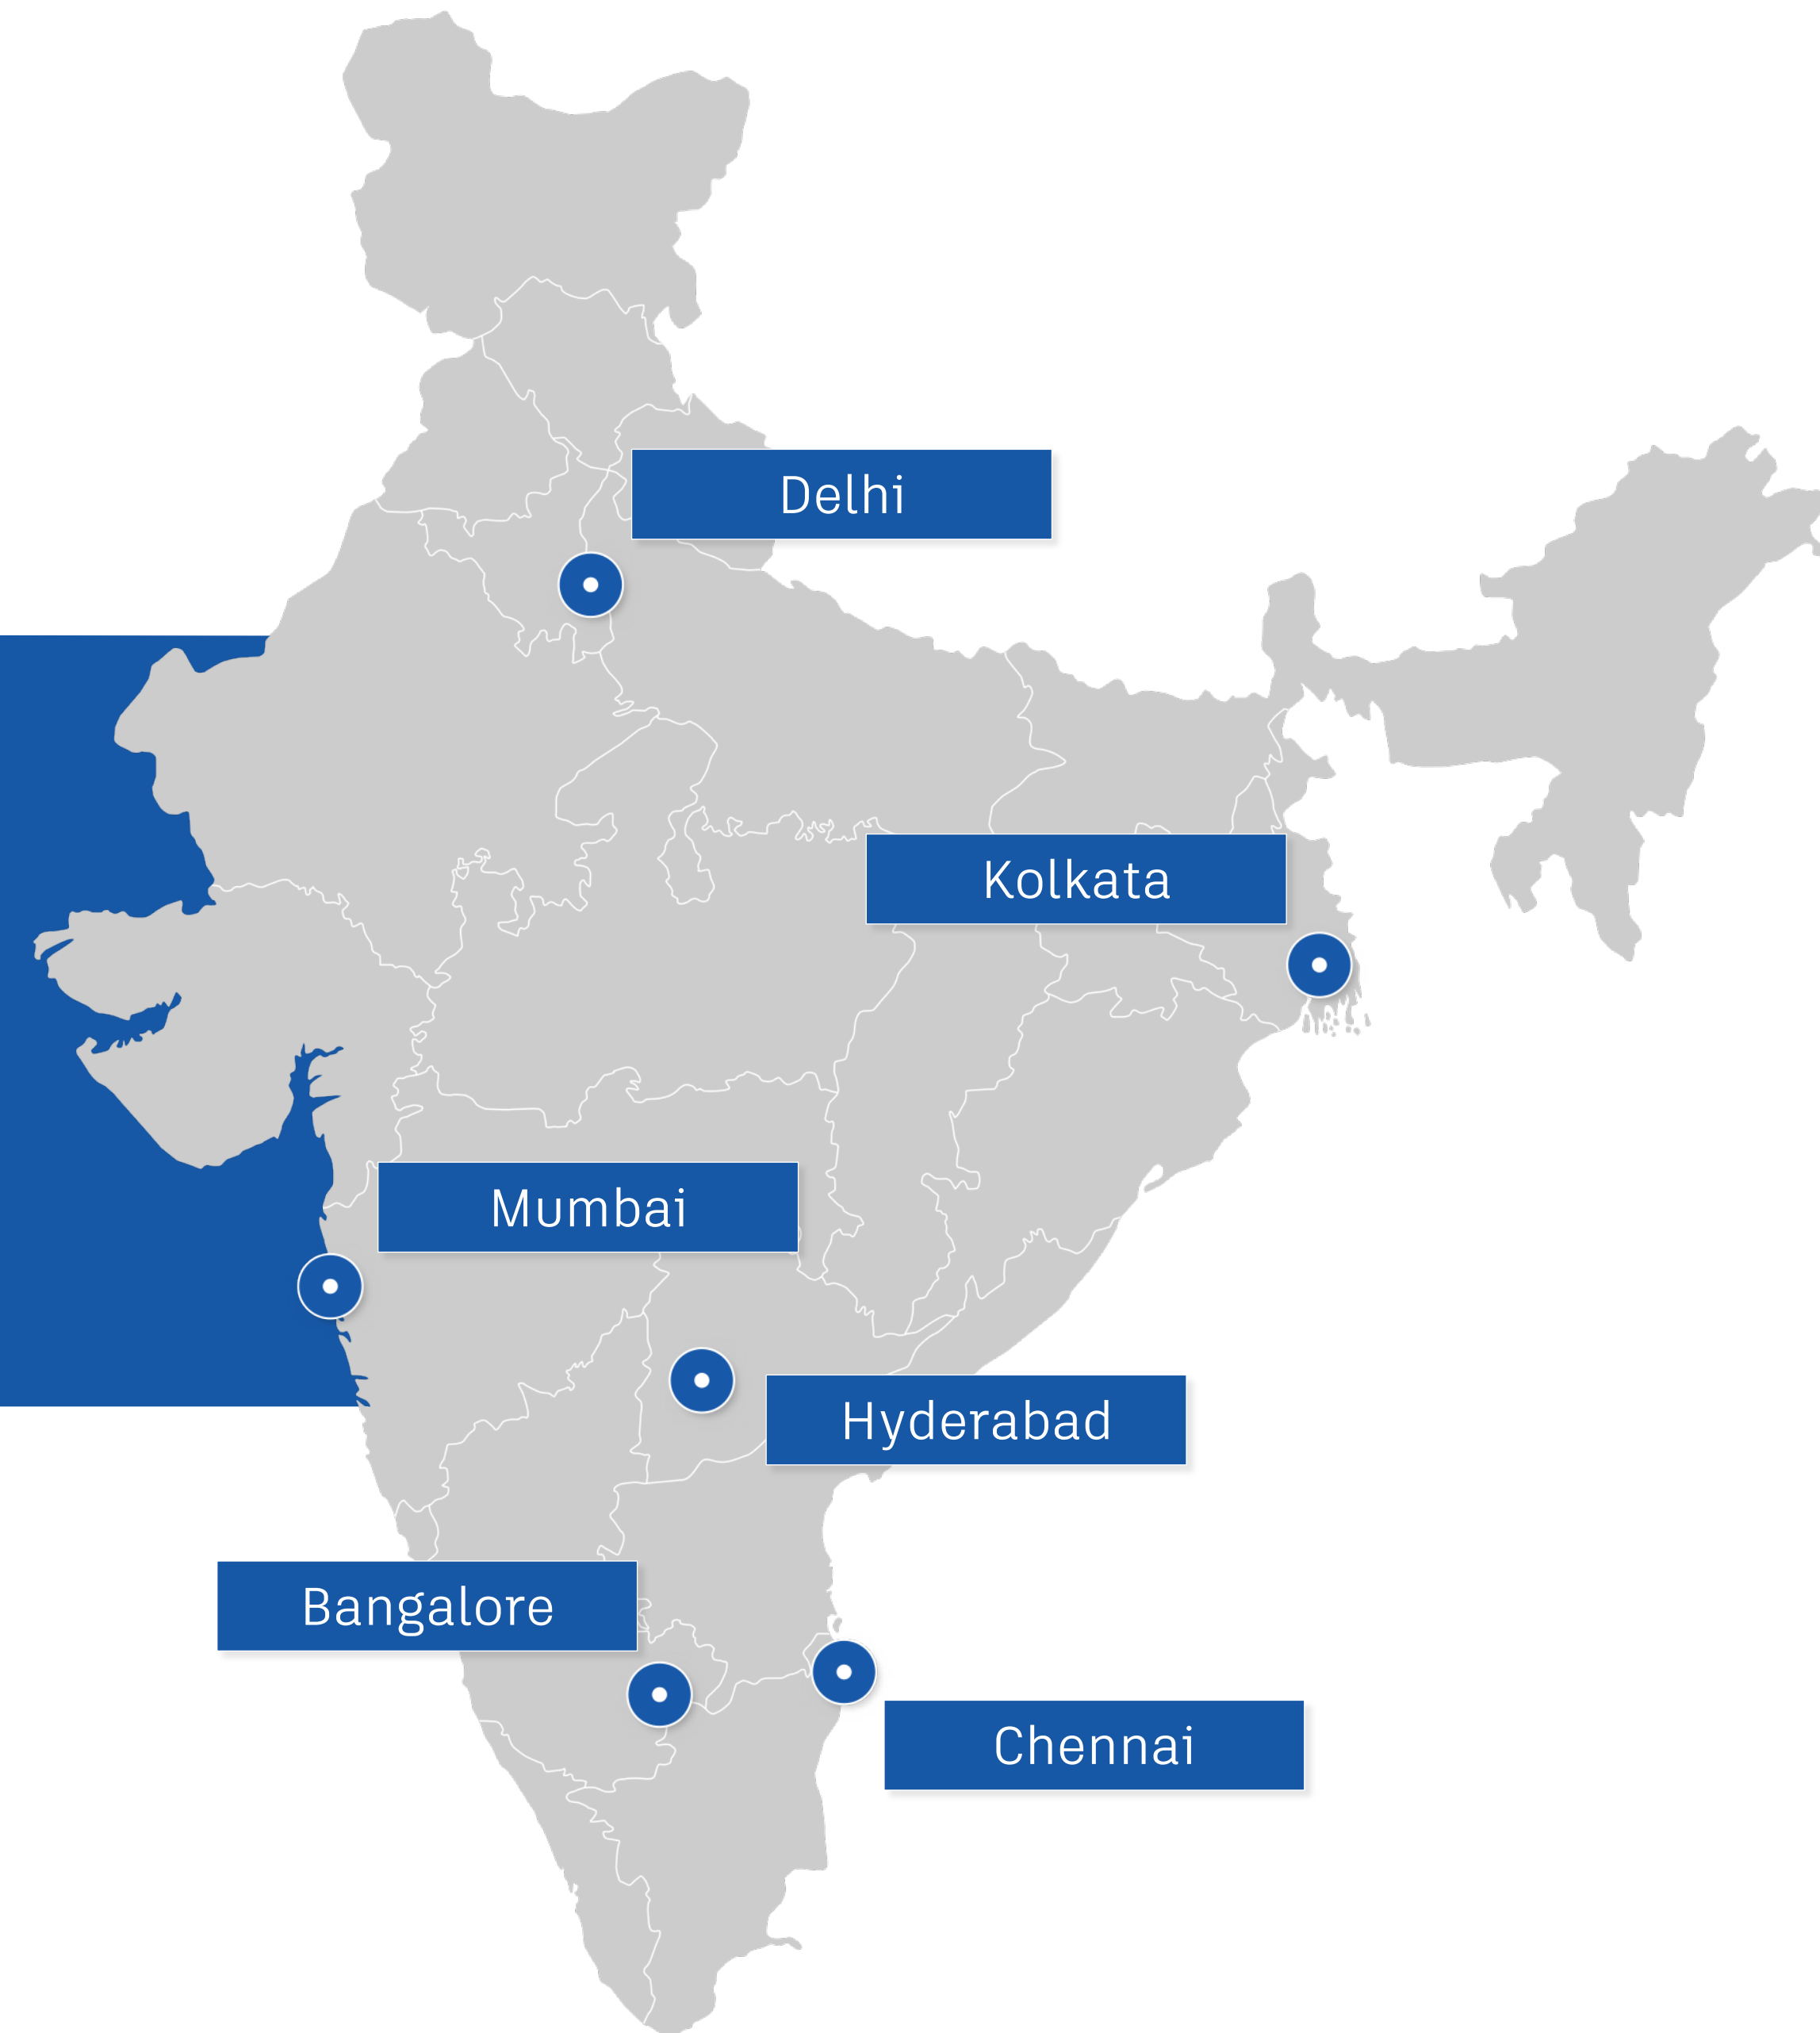 Delhi
Kolkata
Mumbai
Hyderabad
Bangalore
Chennai